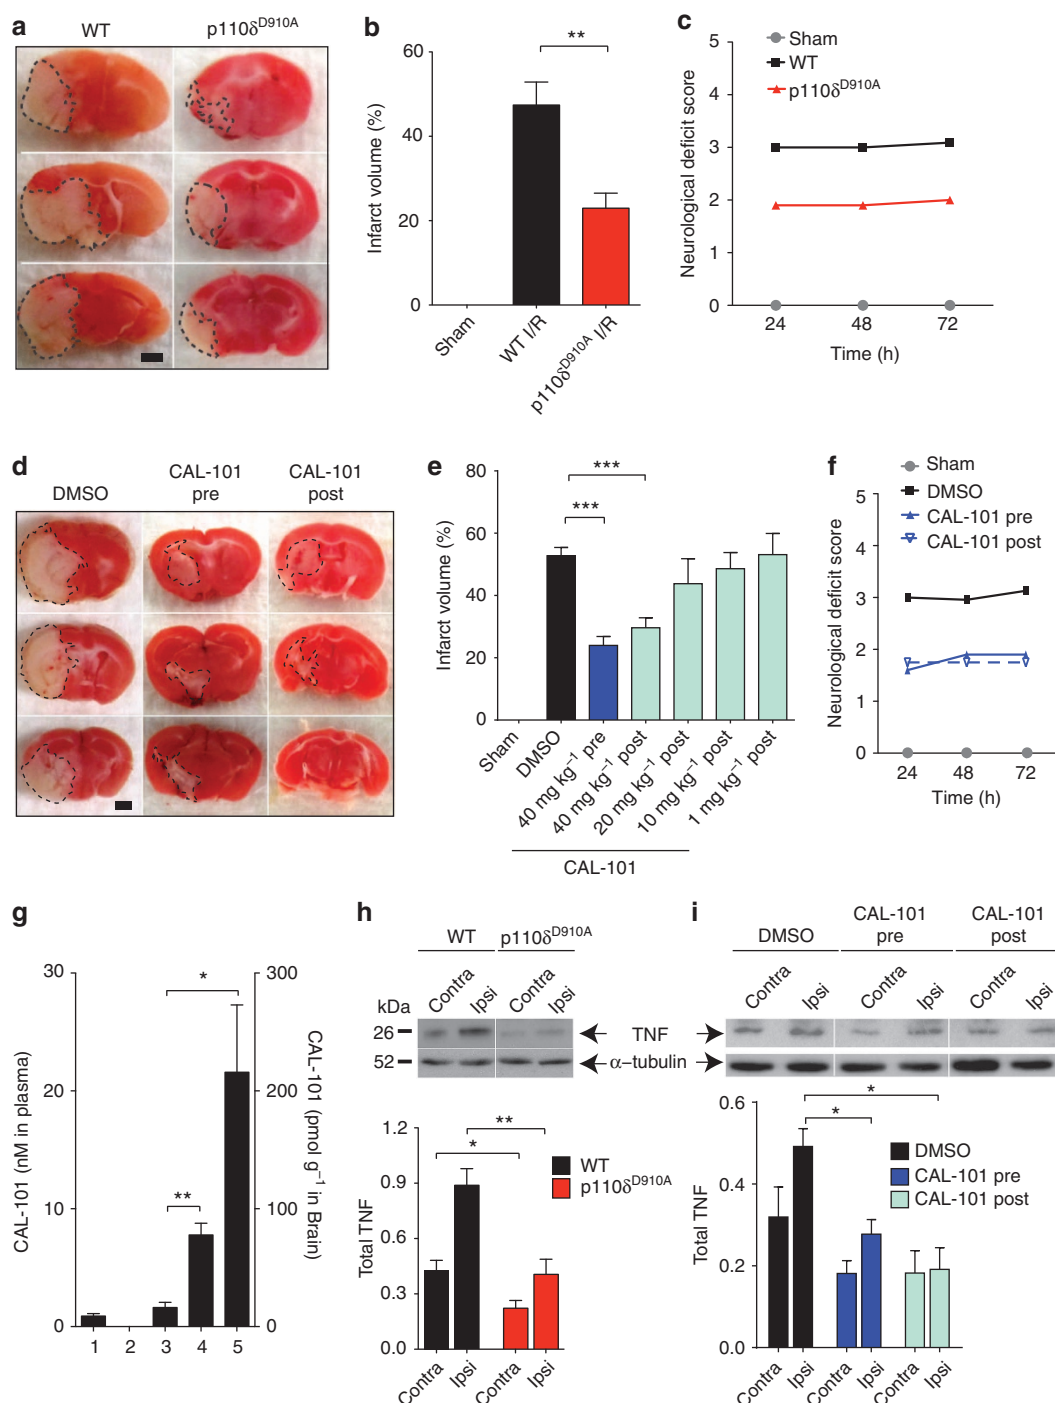 a
WT
p110δD910A
b
**
Infarct volume (%)
60
40
20
0
Sham
WT I/R
p110δD910A I/R
c
Sham
WT
p110δD910A
Neurological deficit score
5
4
3
2
1
0
24 48 72
Time (h)
d
DMSO
CAL-101 pre
CAL-101 post
e
***
***
Infarct volume (%)
80
60
40
20
0
Sham
DMSO
40 mg kg⁻¹ pre
40 mg kg⁻¹ post
20 mg kg⁻¹ post
10 mg kg⁻¹ post
1 mg kg⁻¹ post
CAL-101
f
Sham
DMSO
CAL-101 pre
CAL-101 post
Neurological deficit score
5
4
3
2
1
0
24 48 72
Time (h)
g
CAL-101 (nM in plasma)
30
20
10
0
*
**
300
200
100
0
CAL-101 (pmol g⁻¹ in Brain)
1 2 3 4 5
h
WT
p110δD910A
Contra
Ipsi
Contra
Ipsi
kDa
26
52
TNF
α–tubulin
Total TNF
1.2
0.9
0.6
0.3
0.0
*
**
WT
p110δD910A
Contra
Ipsi
Contra
Ipsi
i
DMSO
CAL-101 pre
CAL-101 post
Contra
Ipsi
Contra
Ipsi
Contra
Ipsi
Total TNF
0.6
0.4
0.2
0.0
*
*
DMSO
CAL-101 pre
CAL-101 post
Contra
Ipsi
Contra
Ipsi
Contra
Ipsi